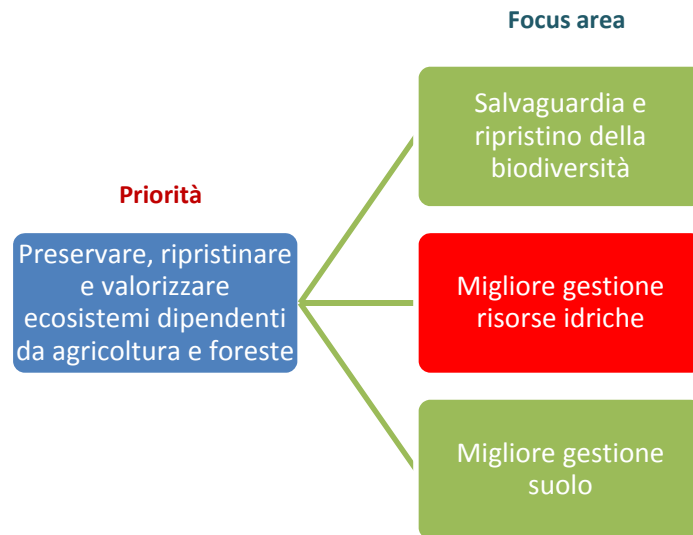 Focus area
Salvaguardia e
ripristino della
biodiversità
Priorità
Preservare, ripristinare
e valorizzare
ecosistemi dipendenti
da agricoltura e foreste
Migliore gestione
risorse idriche
Migliore gestione
suolo